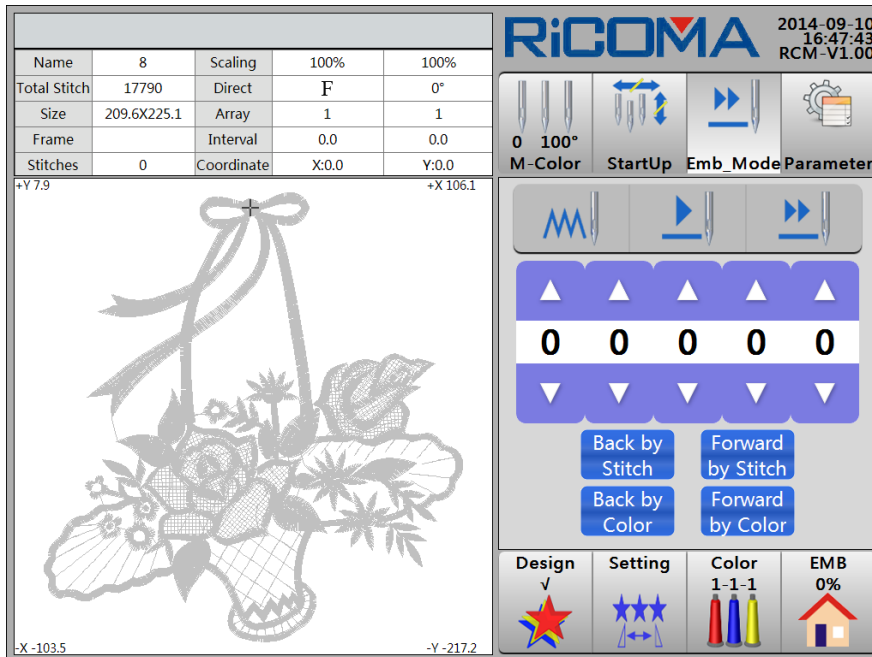 RiCOMA
2014-09-10
16:47:43
RCM-V1.00
Name 8 Scaling 100% 100%
Total Stitch 17790 Direct F 0°
Size 209.6X225.1 Array 1 1
Frame Interval 0.0 0.0
Stitches 0 Coordinate X:0.0 Y:0.0
0 100°
M-Color StartUp Emb_Mode Parameter
+Y 7.9 +X 106.1
0 0 0 0 0
Back by
Stitch
Forward
by Stitch
Back by
Color
Forward
by Color
-X -103.5 -Y -217.2
Design
√
Setting
Color
1-1-1
EMB
0%